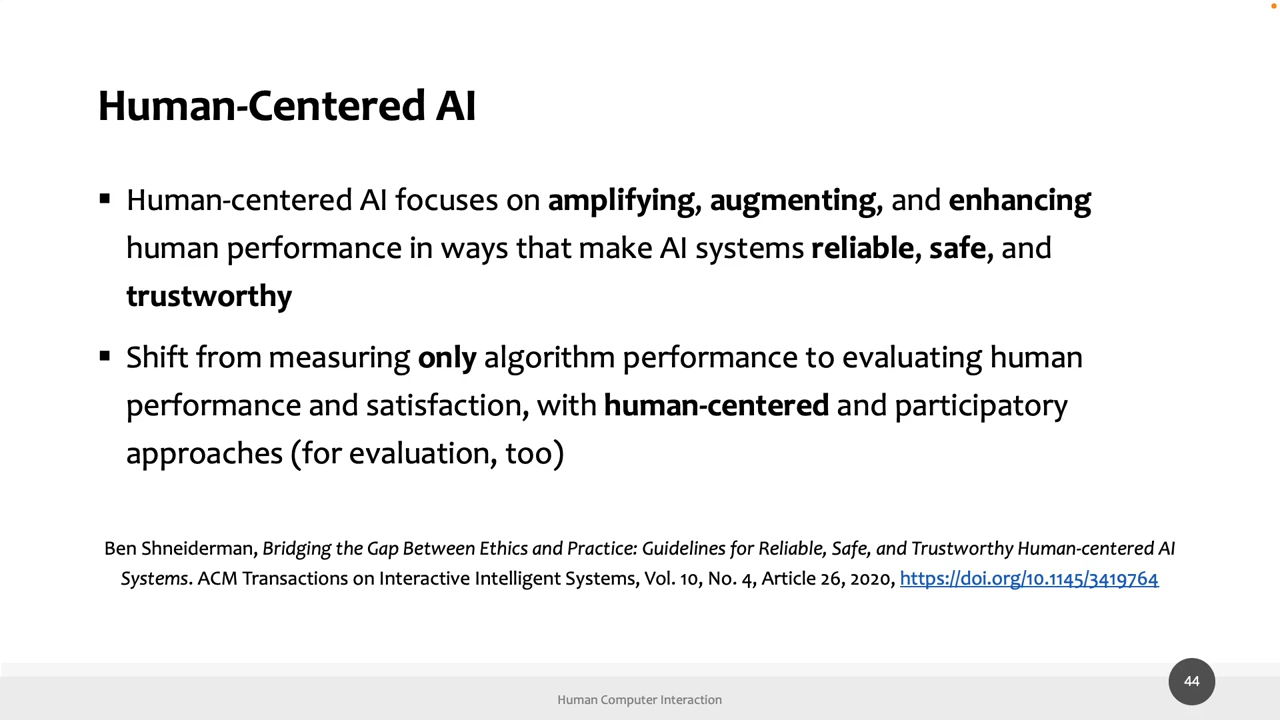 Human-Centered AI
▪ Human-centered AI focuses on amplifying, augmenting, and enhancing
human performance in ways that make AI systems reliable, safe, and
trustworthy
▪ Shift from measuring only algorithm performance to evaluating human
performance and satisfaction, with human-centered and participatory
approaches (for evaluation, too)
Ben Shneiderman, Bridging the Gap Between Ethics and Practice: Guidelines for Reliable, Safe, and Trustworthy Human-centered AI
Systems. ACM Transactions on Interactive Intelligent Systems, Vol. 10, No. 4, Article 26, 2020, https://doi.org/10.1145/3419764
44
Human Computer Interaction